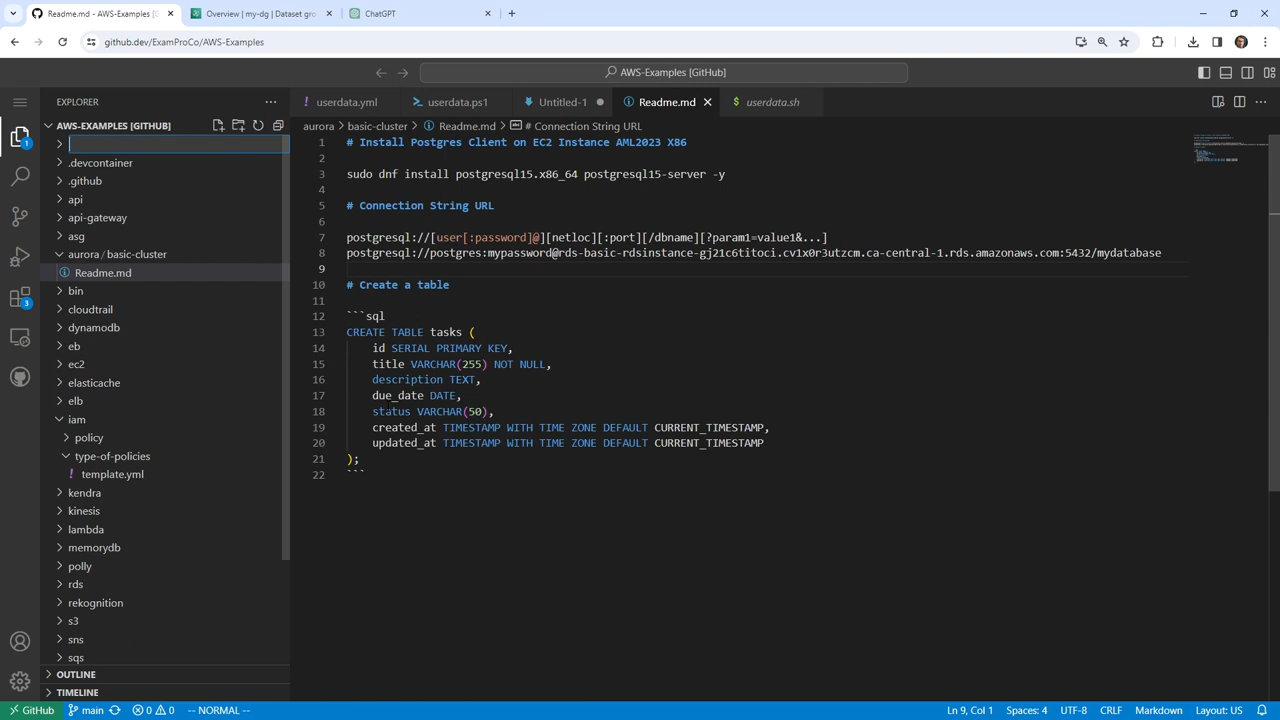 Readme.md - AWS-Examples [G
Overview | my-dg | Dataset gro
ChatGPT
github.dev/ExamProCo/AWS-Examples
AWS-Examples [GitHub]
EXPLORER
userdata.yml
userdata.ps1
Untitled-1
Readme.md
userdata.sh
AWS-EXAMPLES [GITHUB]
aurora > basic-cluster > Readme.md > # Connection String URL
.devcontainer
.github
api
api-gateway
asg
aurora / basic-cluster
Readme.md
bin
cloudtrail
dynamodb
eb
ec2
elasticache
elb
iam
policy
type-of-policies
template.yml
kendra
kinesis
lambda
memorydb
polly
rds
rekognition
s3
sns
sqs
OUTLINE
TIMELINE
1 # Install Postgres Client on EC2 Instance AML2023 X86
2
3 sudo dnf install postgresql15.x86_64 postgresql15-server -y
4
5 # Connection String URL
6
7 postgresql://[user[:password]@][netloc][:port][/dbname][?param1=value1&...]
8 postgresql://postgres:mypassword@rds-basic-rdsinstance-gj21c6titoci.cv1x0r3utzcm.ca-central-1.rds.amazonaws.com:5432/mydatabase
9
10 # Create a table
11
12 ```sql
13 CREATE TABLE tasks (
14 id SERIAL PRIMARY KEY,
15 title VARCHAR(255) NOT NULL,
16 description TEXT,
17 due_date DATE,
18 status VARCHAR(50),
19 created_at TIMESTAMP WITH TIME ZONE DEFAULT CURRENT_TIMESTAMP,
20 updated_at TIMESTAMP WITH TIME ZONE DEFAULT CURRENT_TIMESTAMP
21 );
22 ```
1
3
GitHub main 0 0 -- NORMAL -- Ln 9, Col 1 Spaces: 4 UTF-8 CRLF Markdown Layout: US